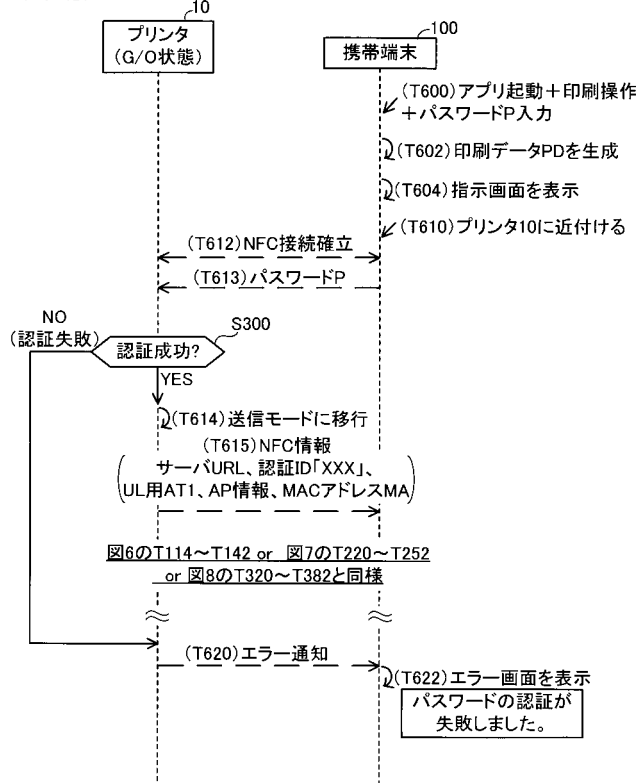 10
プリンタ
(G/O状態)
100
携帯端末
(T600)アプリ起動+印刷操作
+パスワードP入力
(T602)印刷データPDを生成
(T604)指示画面を表示
(T610)プリンタ10に近付ける
(T612)NFC接続確立
(T613)パスワードP
NO
(認証失敗)
S300
認証成功?
YES
(T614)送信モードに移行
(T615)NFC情報
サーバURL、認証ID「XXX」、
UL用AT1、AP情報、MACアドレスMA
図6のT114~T142 or 図7のT220~T252
or 図8のT320~T382と同様
(T620)エラー通知
(T622)エラー画面を表示
パスワードの認証が
失敗しました。